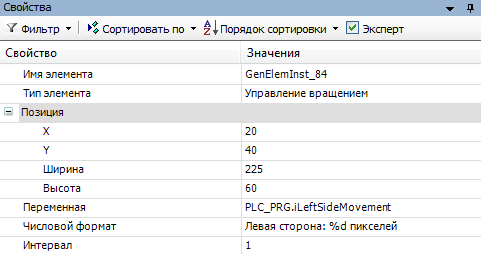 Свойства
Фильтр Сортировать по Порядок сортировки Эксперт
Свойство Значения
Имя элемента GenElemInst_84
Тип элемента Управление вращением
Позиция
X 20
Y 40
Ширина 225
Высота 60
Переменная PLC_PRG.iLeftSideMovement
Числовой формат Левая сторона: %d пикселей
Интервал 1